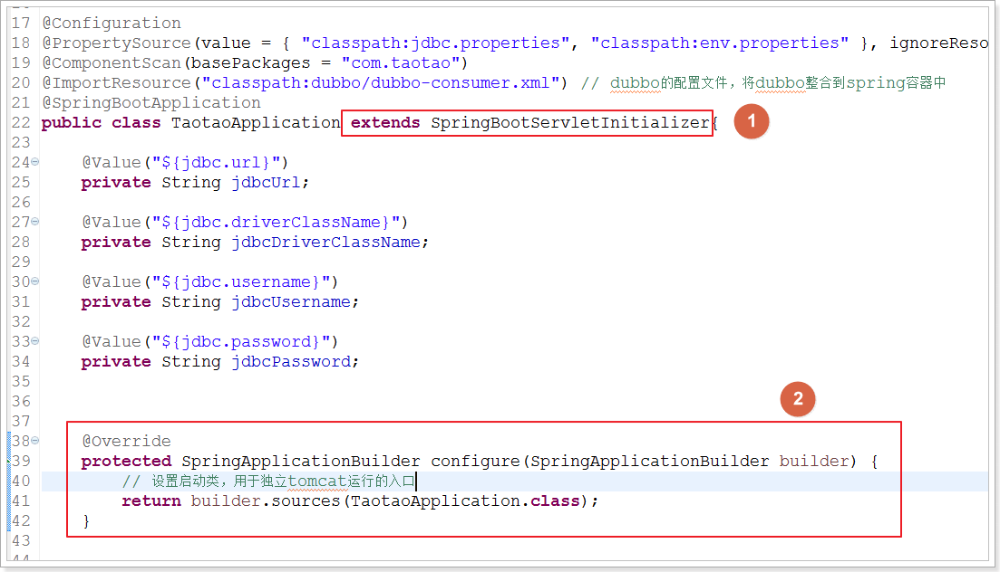 17 @Configuration
18 @PropertySource(value = { "classpath:jdbc.properties", "classpath:env.properties" }, ignoreReso
19 @ComponentScan(basePackages = "com.taotao")
20 @ImportResource("classpath:dubbo/dubbo-consumer.xml") // dubbo的配置文件，将dubbo整合到spring容器中
21 @SpringBootApplication
22 public class TaotaoApplication extends SpringBootServletInitializer{ 1
23
24 @Value("${jdbc.url}")
25 private String jdbcUrl;
26
27 @Value("${jdbc.driverClassName}")
28 private String jdbcDriverClassName;
29
30 @Value("${jdbc.username}")
31 private String jdbcUsername;
32
33 @Value("${jdbc.password}")
34 private String jdbcPassword;
35
36
2
37
38 @Override
39 protected SpringApplicationBuilder configure(SpringApplicationBuilder builder) {
40 // 设置启动类，用于独立tomcat运行的入口
41 return builder.sources(TaotaoApplication.class);
42 }
43